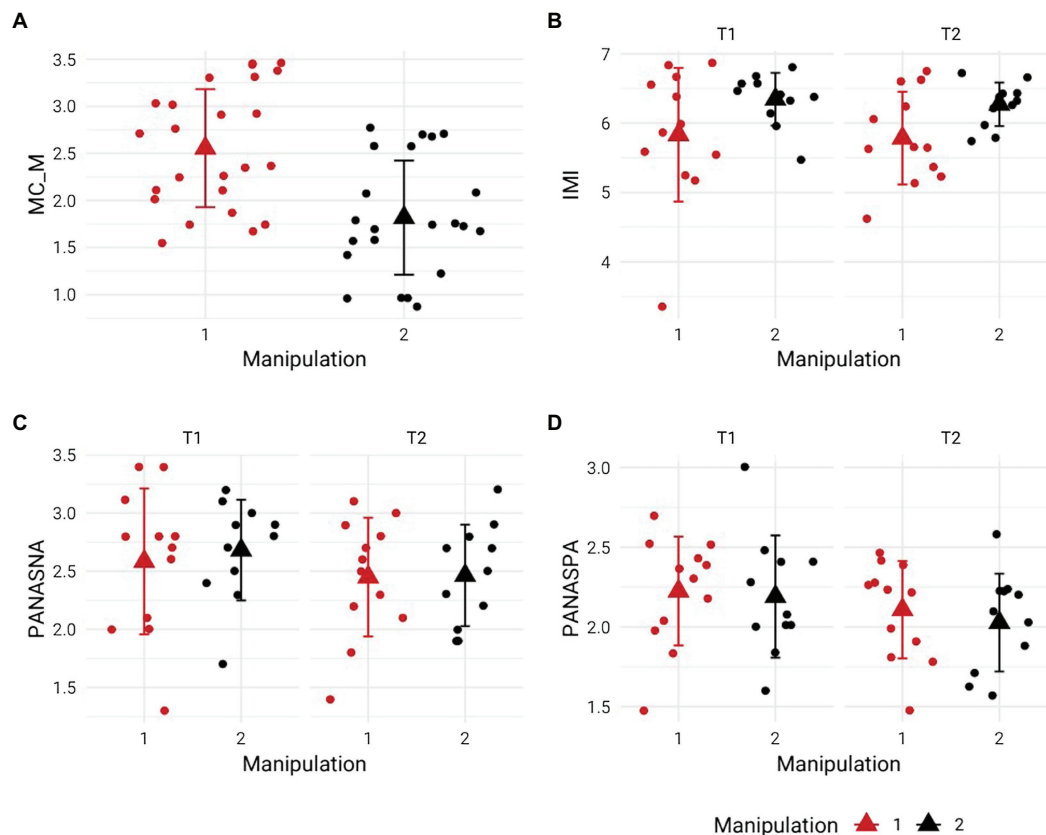 A
3.5
3.0
2.5
2.0
1.5
1.0
MC_M
1
2
Manipulation
B
T1
T2
7
6
5
4
IMI
1
2
1
2
Manipulation
C
T1
T2
3.5
3.0
2.5
2.0
1.5
PANASNA
1
2
1
2
Manipulation
D
T1
T2
3.0
2.5
2.0
1.5
PANASPA
1
2
1
2
Manipulation
Manipulation 1 2